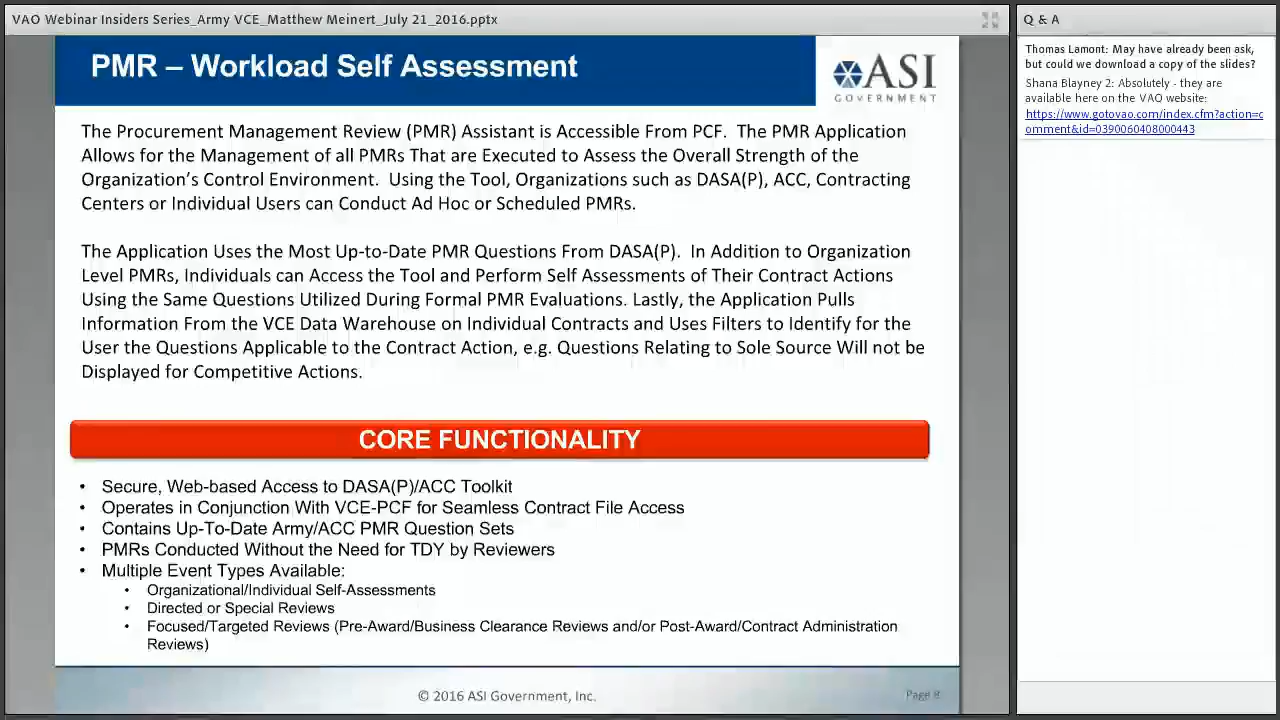 VAO Webinar Insiders Series_Army VCE_Matthew Meinert_July 21_2016.pptx
PMR – Workload Self Assessment
ASI
GOVERNMENT
The Procurement Management Review (PMR) Assistant is Accessible From PCF. The PMR Application
Allows for the Management of all PMRs That are Executed to Assess the Overall Strength of the
Organization's Control Environment. Using the Tool, Organizations such as DASA(P), ACC, Contracting
Centers or Individual Users can Conduct Ad Hoc or Scheduled PMRs.
The Application Uses the Most Up-to-Date PMR Questions From DASA(P). In Addition to Organization
Level PMRs, Individuals can Access the Tool and Perform Self Assessments of Their Contract Actions
Using the Same Questions Utilized During Formal PMR Evaluations. Lastly, the Application Pulls
Information From the VCE Data Warehouse on Individual Contracts and Uses Filters to Identify for the
User the Questions Applicable to the Contract Action, e.g. Questions Relating to Sole Source Will not be
Displayed for Competitive Actions.
CORE FUNCTIONALITY
• Secure, Web-based Access to DASA(P)/ACC Toolkit
• Operates in Conjunction With VCE-PCF for Seamless Contract File Access
• Contains Up-To-Date Army/ACC PMR Question Sets
• PMRs Conducted Without the Need for TDY by Reviewers
• Multiple Event Types Available:
• Organizational/Individual Self-Assessments
• Directed or Special Reviews
• Focused/Targeted Reviews (Pre-Award/Business Clearance Reviews and/or Post-Award/Contract Administration
Reviews)
© 2016 ASI Government, Inc.
Page 8
Q & A
Thomas Lamont: May have already been ask,
but could we download a copy of the slides?
Shana Blayney 2: Absolutely - they are
available here on the VAO website:
https://www.gotovao.com/index.cfm?action=c
omment&id=0390060408000443